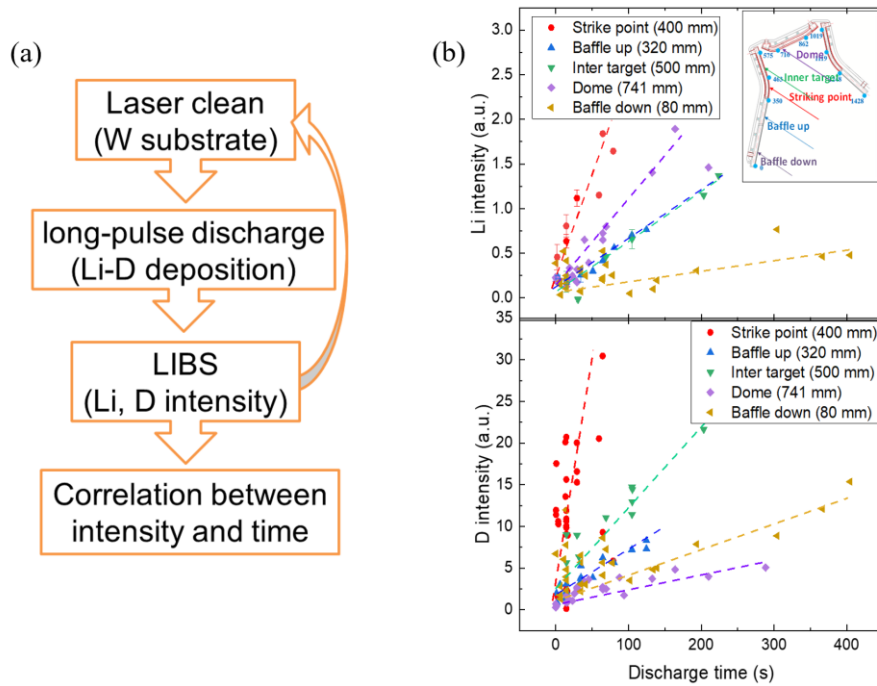 (a)
Laser clean
(W substrate)
long-pulse discharge
(Li-D deposition)
LIBS
(Li, D intensity)
Correlation between
intensity and time
(b)
Li intensity (a.u.)
3.0
2.5
2.0
1.5
1.0
0.5
0.0
Strike point (400 mm)
Baffle up (320 mm)
Inter target (500 mm)
Dome (741 mm)
Baffle down (80 mm)
862
575
Dome
Inner target
Striking point
350
1428
Baffle up
Baffle down
D intensity (a.u.)
35
30
25
20
15
10
5
0
Strike point (400 mm)
Baffle up (320 mm)
Inter target (500 mm)
Dome (741 mm)
Baffle down (80 mm)
0 100 200 300 400
Discharge time (s)